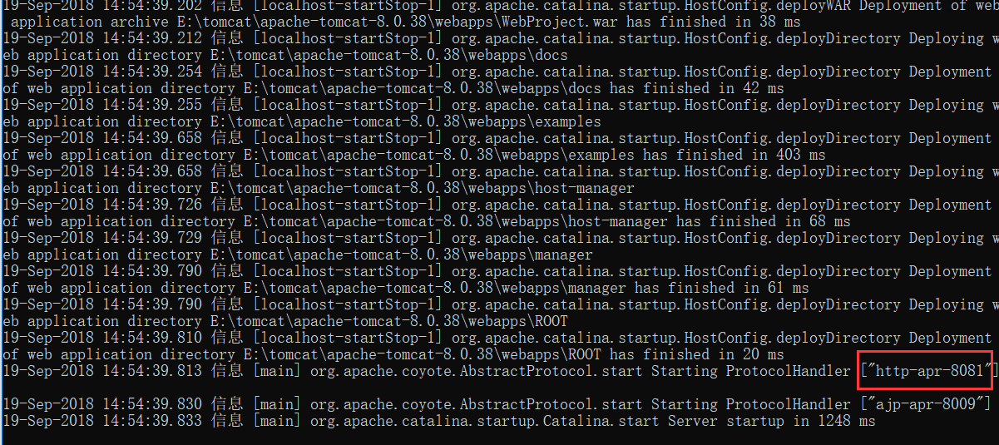 19-Sep-2018 14:54:39.202 信息 [localhost-startStop-1] org.apache.catalina.startup.HostConfig.deployWAR Deployment of web
application archive E:\tomcat\apache-tomcat-8.0.38\webapps\WebProject.war has finished in 38 ms
19-Sep-2018 14:54:39.212 信息 [localhost-startStop-1] org.apache.catalina.startup.HostConfig.deployDirectory Deploying w
eb application directory E:\tomcat\apache-tomcat-8.0.38\webapps\docs
19-Sep-2018 14:54:39.254 信息 [localhost-startStop-1] org.apache.catalina.startup.HostConfig.deployDirectory Deployment
of web application directory E:\tomcat\apache-tomcat-8.0.38\webapps\docs has finished in 42 ms
19-Sep-2018 14:54:39.255 信息 [localhost-startStop-1] org.apache.catalina.startup.HostConfig.deployDirectory Deploying w
eb application directory E:\tomcat\apache-tomcat-8.0.38\webapps\examples
19-Sep-2018 14:54:39.658 信息 [localhost-startStop-1] org.apache.catalina.startup.HostConfig.deployDirectory Deployment
of web application directory E:\tomcat\apache-tomcat-8.0.38\webapps\examples has finished in 403 ms
19-Sep-2018 14:54:39.658 信息 [localhost-startStop-1] org.apache.catalina.startup.HostConfig.deployDirectory Deploying w
eb application directory E:\tomcat\apache-tomcat-8.0.38\webapps\host-manager
19-Sep-2018 14:54:39.726 信息 [localhost-startStop-1] org.apache.catalina.startup.HostConfig.deployDirectory Deployment
of web application directory E:\tomcat\apache-tomcat-8.0.38\webapps\host-manager has finished in 68 ms
19-Sep-2018 14:54:39.729 信息 [localhost-startStop-1] org.apache.catalina.startup.HostConfig.deployDirectory Deploying w
eb application directory E:\tomcat\apache-tomcat-8.0.38\webapps\manager
19-Sep-2018 14:54:39.790 信息 [localhost-startStop-1] org.apache.catalina.startup.HostConfig.deployDirectory Deployment
of web application directory E:\tomcat\apache-tomcat-8.0.38\webapps\manager has finished in 61 ms
19-Sep-2018 14:54:39.790 信息 [localhost-startStop-1] org.apache.catalina.startup.HostConfig.deployDirectory Deploying w
eb application directory E:\tomcat\apache-tomcat-8.0.38\webapps\ROOT
19-Sep-2018 14:54:39.810 信息 [localhost-startStop-1] org.apache.catalina.startup.HostConfig.deployDirectory Deployment
of web application directory E:\tomcat\apache-tomcat-8.0.38\webapps\ROOT has finished in 20 ms
19-Sep-2018 14:54:39.813 信息 [main] org.apache.coyote.AbstractProtocol.start Starting ProtocolHandler ["http-apr-8081"]
19-Sep-2018 14:54:39.830 信息 [main] org.apache.coyote.AbstractProtocol.start Starting ProtocolHandler ["ajp-apr-8009"]
19-Sep-2018 14:54:39.833 信息 [main] org.apache.catalina.startup.Catalina.start Server startup in 1248 ms